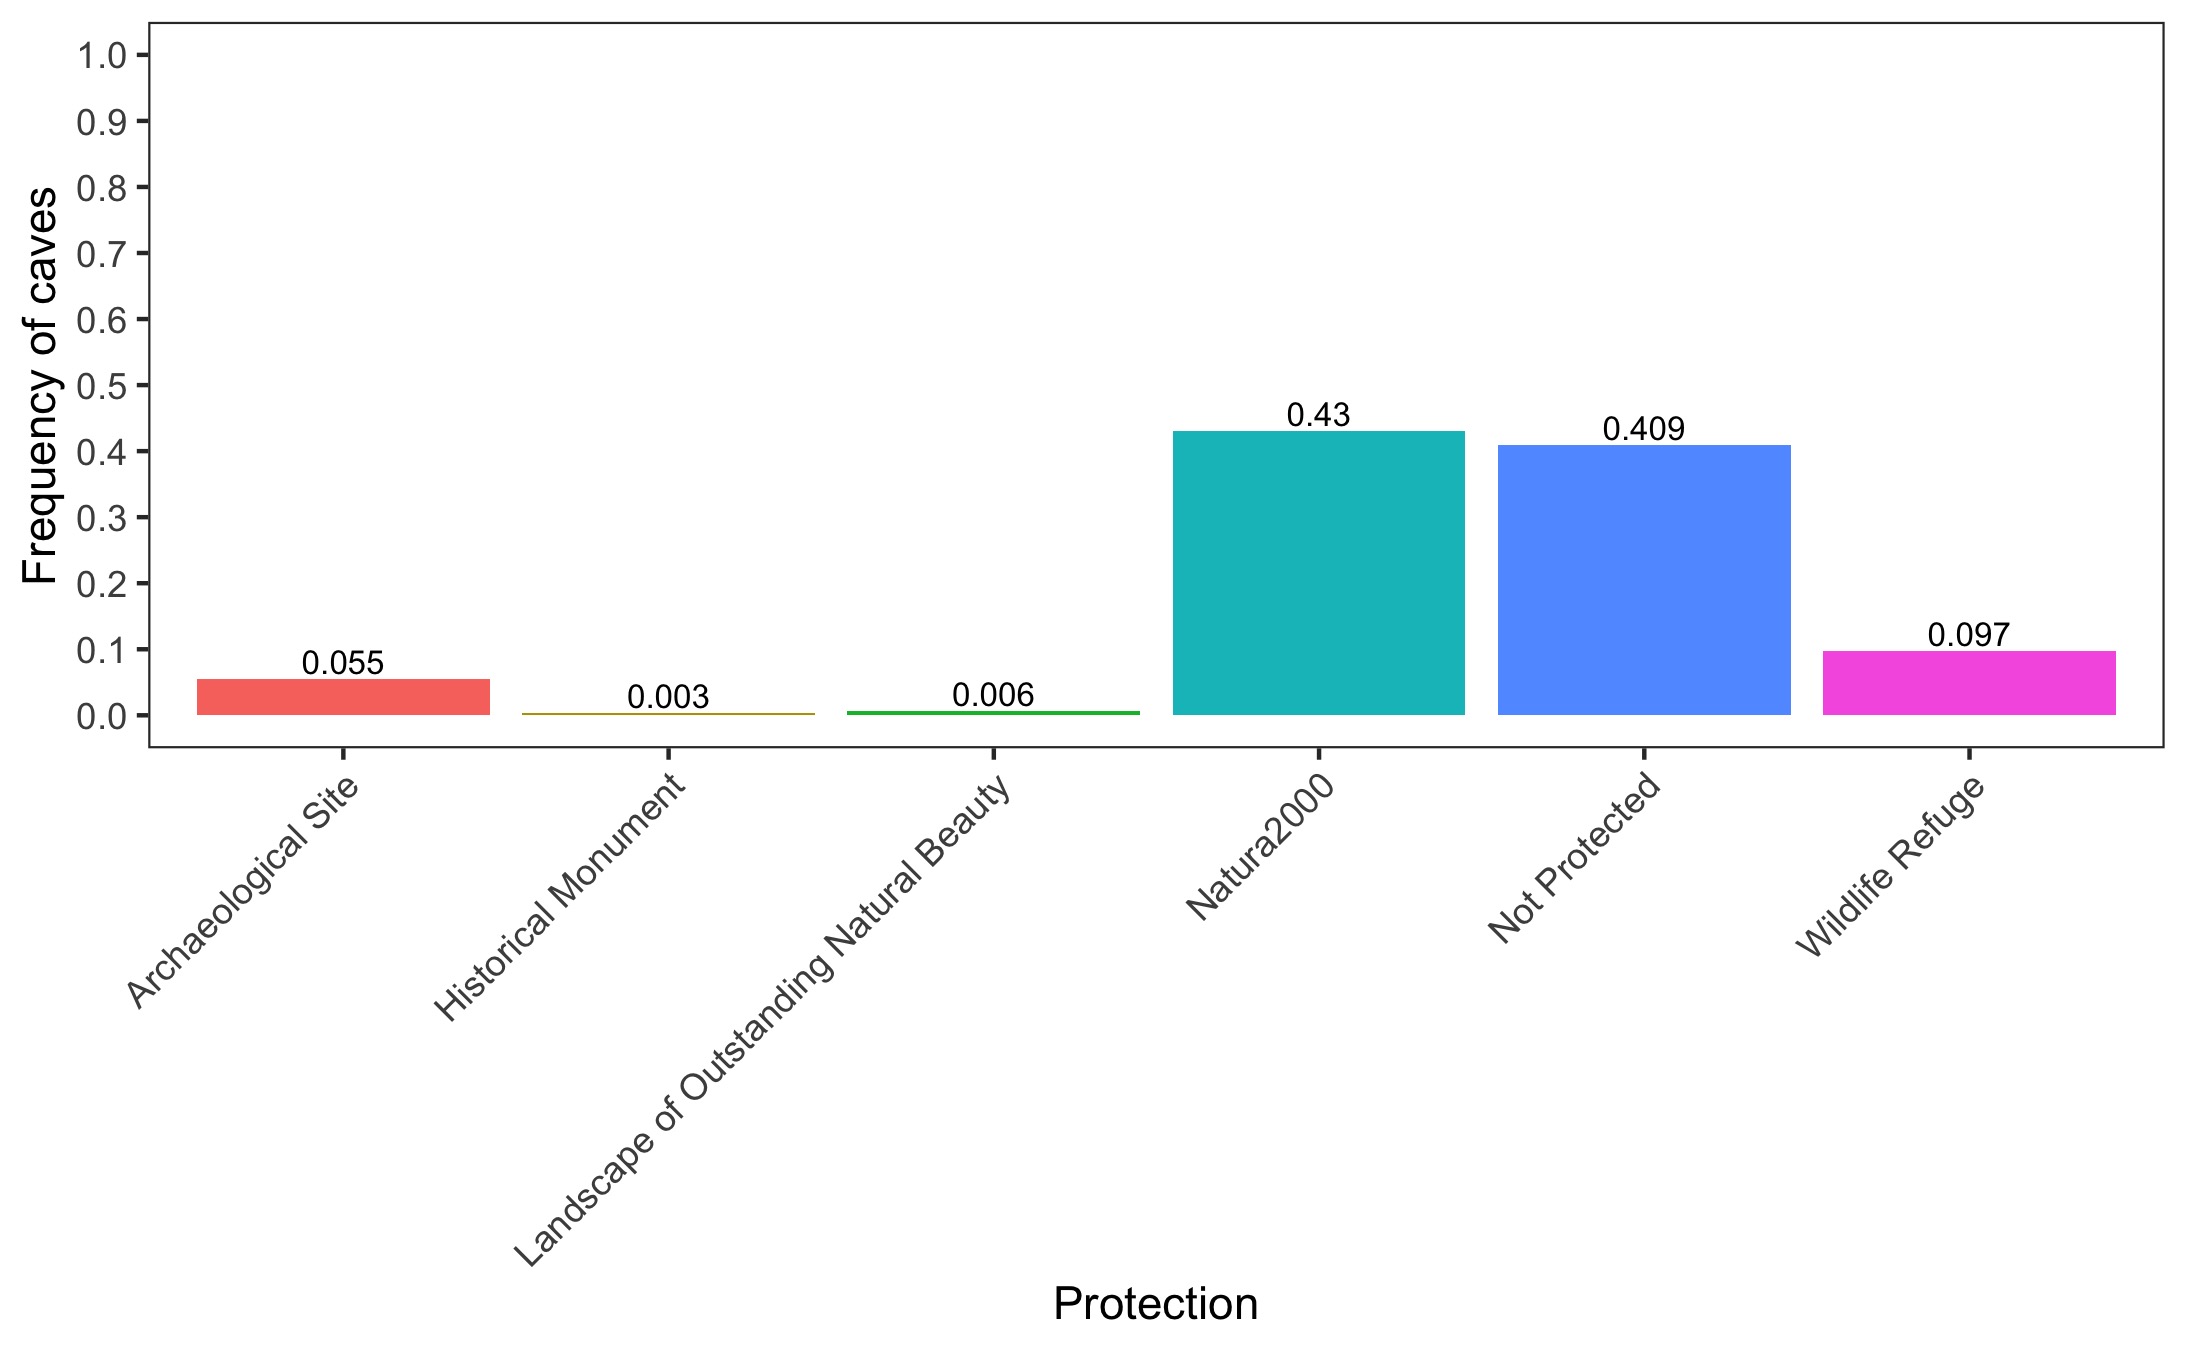 Frequency of caves
1.0
0.9
0.8
0.7
0.6
0.5
0.4
0.3
0.2
0.1
0.0
0.055
0.003
0.006
0.43
0.409
0.097
Archaeological Site
Historical Monument
Landscape of Outstanding Natural Beauty
Natura2000
Not Protected
Wildlife Refuge
Protection